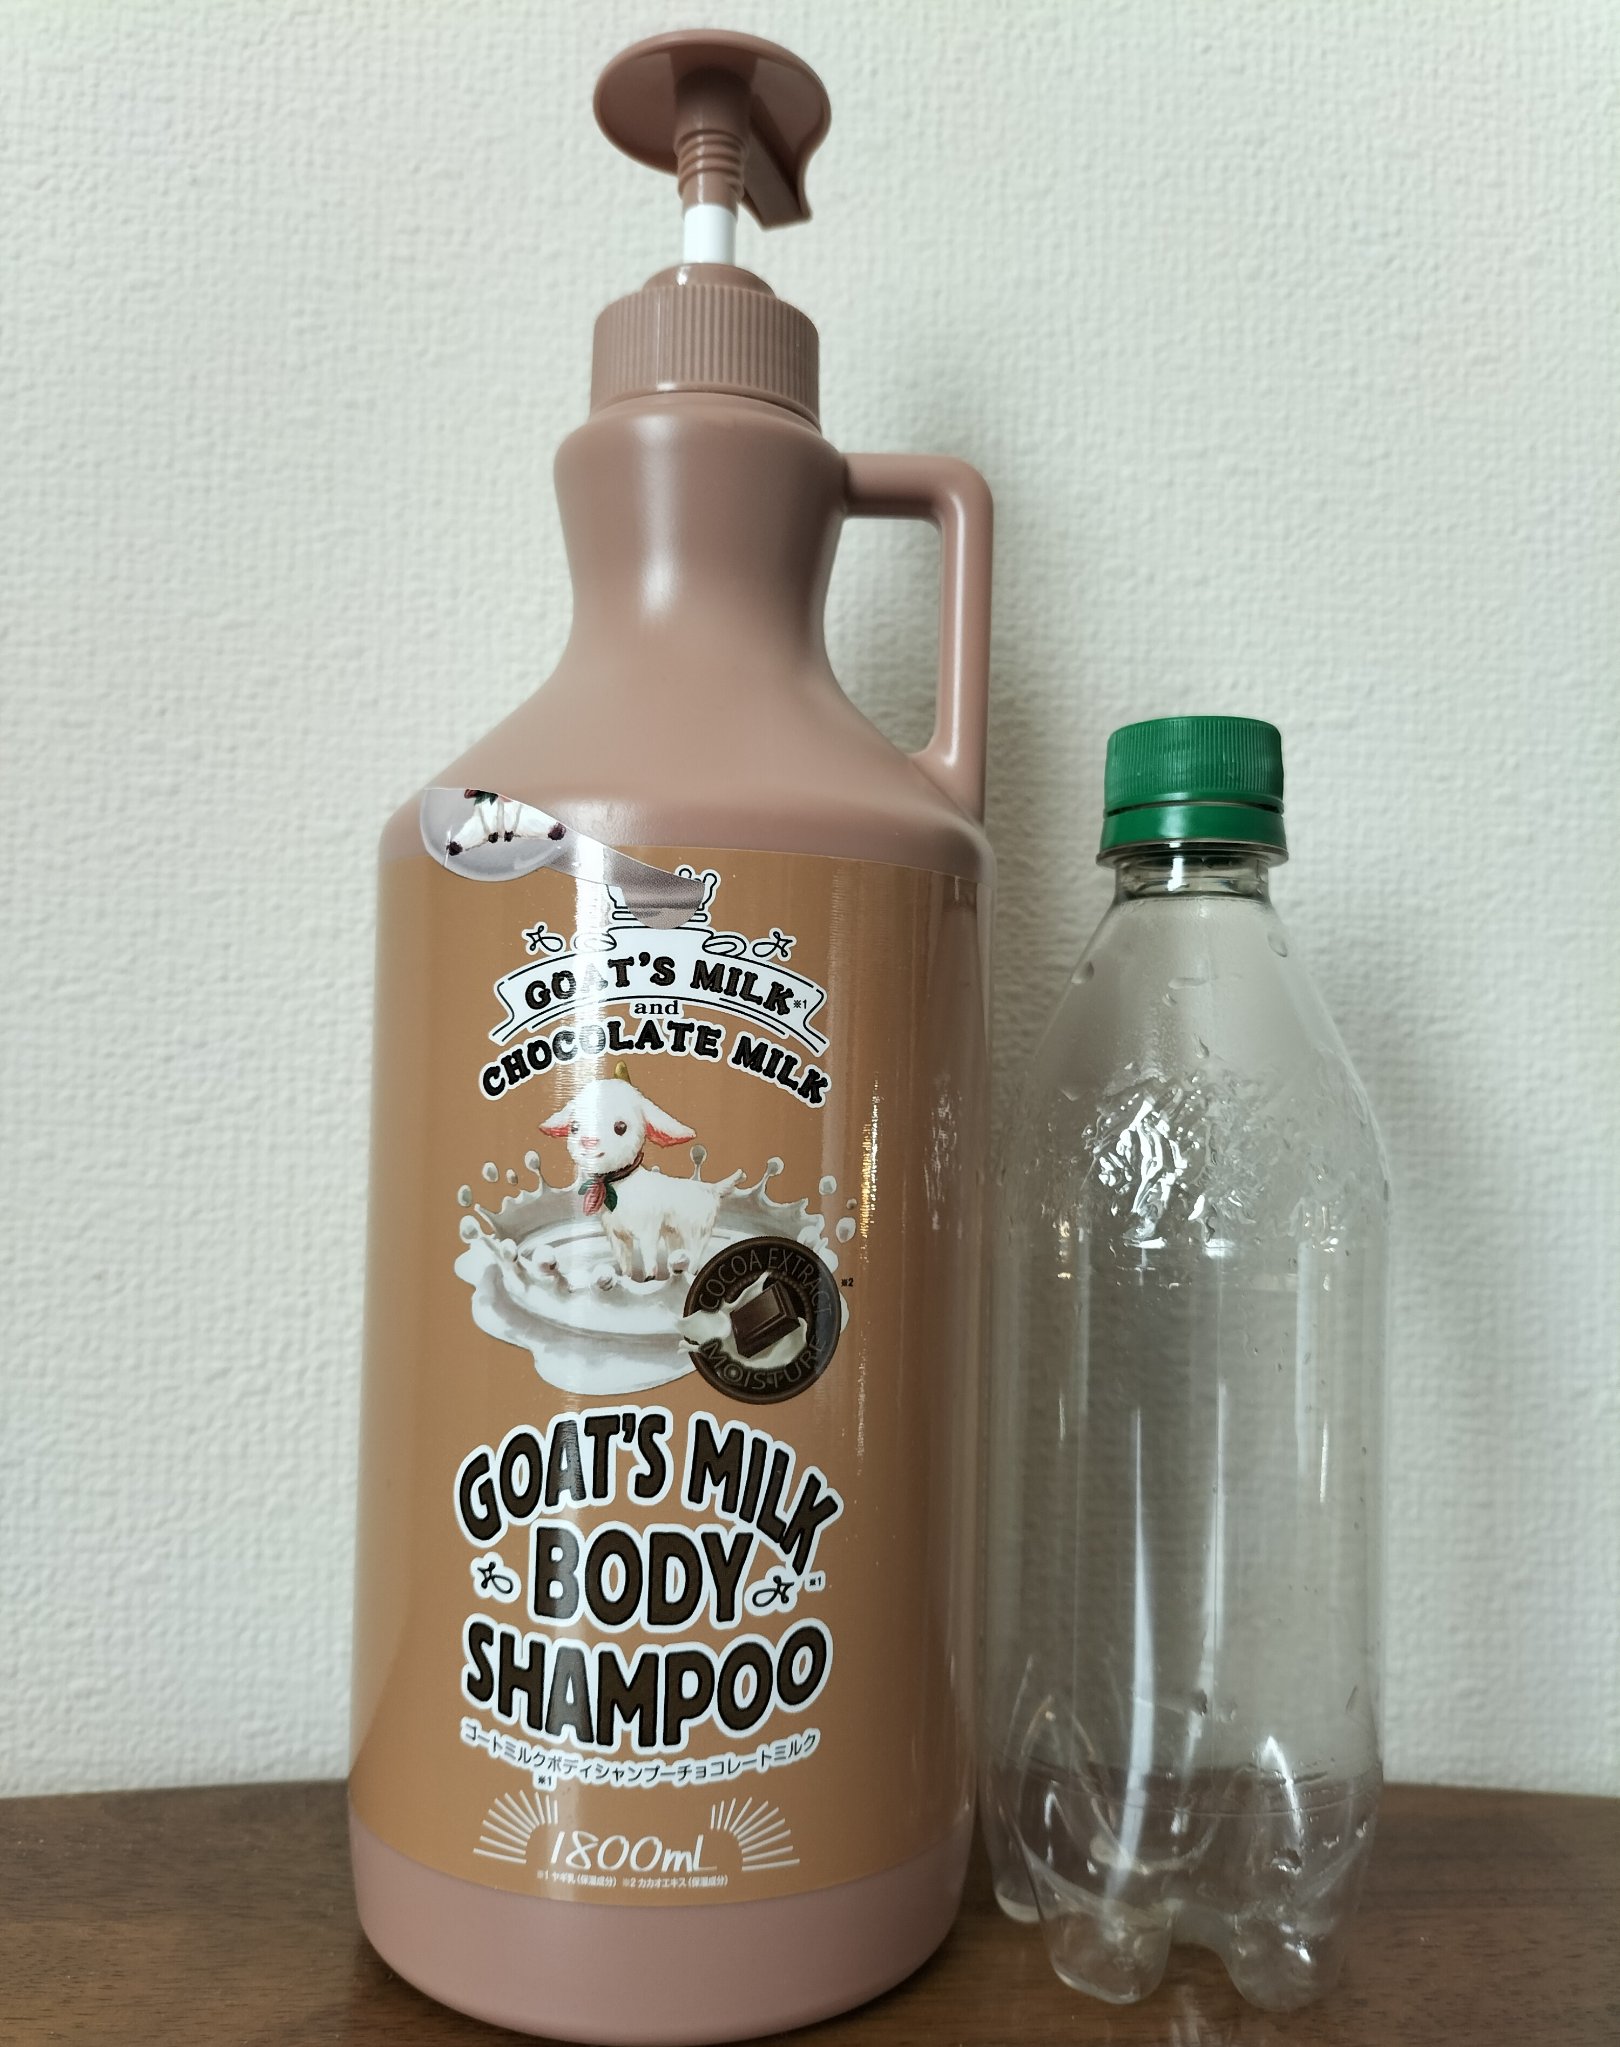 GOAT'S MILK※1
and
CHOCOLATE MILK
COCOA EXTRACT
※2
MOISTURE
GOAT'S MILK
BODY
※1
SHAMPOO
ゴートミルクボディシャンプーチョコレートミルク
※1
1800mL
※1 ヤギ乳(保湿成分) ※2 カカオエキス(保湿成分)